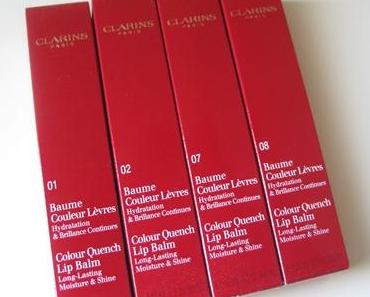 CLARINS
PARIS
01
Baume
Couleur Lèvres
Hydratation
& Brillance Continues
Colour Quench
Lip Balm
Long-Lasting
Moisture & Shine
CLARINS
PARIS
02
Baume
Couleur Lèvres
Hydratation
& Brillance Continues
Colour Quench
Lip Balm
Long-Lasting
Moisture & Shine
CLARINS
PARIS
07
Baume
Couleur Lèvres
Hydratation
& Brillance Continues
Colour Quench
Lip Balm
Long-Lasting
Moisture & Shine
CLARINS
PARIS
08
Baume
Couleur Lèvres
Hydratation
& Brillance Continues
Colour Quench
Lip Balm
Long-Lasting
Moisture & Shine